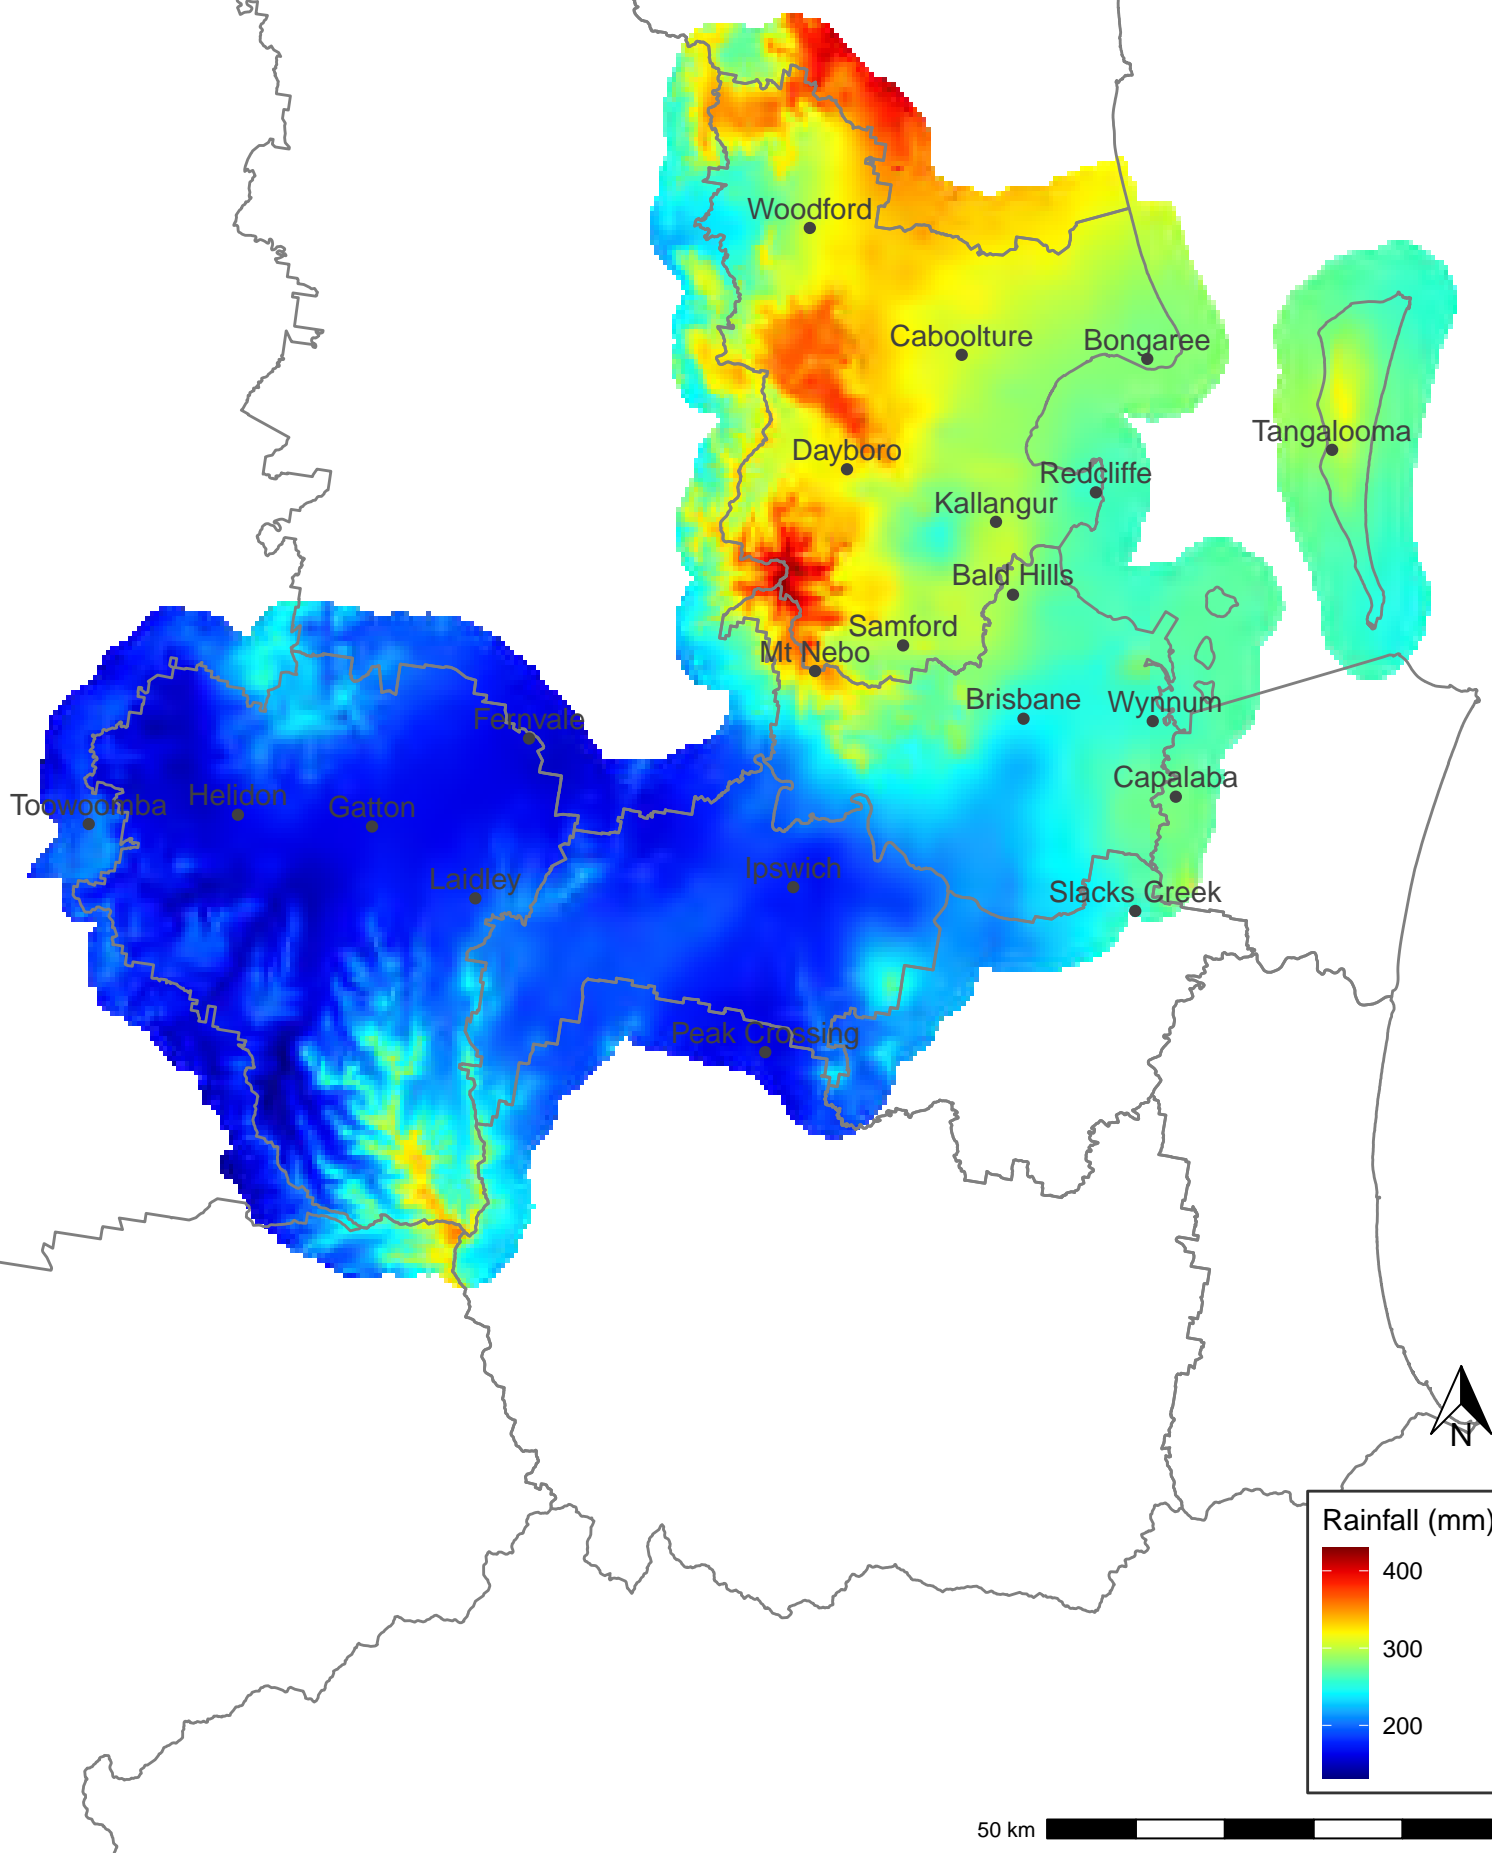 Woodford
Caboolture
Bongaree
Tangalooma
Dayboro
Redcliffe
Kallangur
Bald Hills
Samford
Mt Nebo
Brisbane
Wynnum
Fernvale
Capalaba
Toowoomba
Helidon
Gatton
Laidley
Ipswich
Slacks Creek
Peak Crossing
N
Rainfall (mm)
400
300
200
50 km